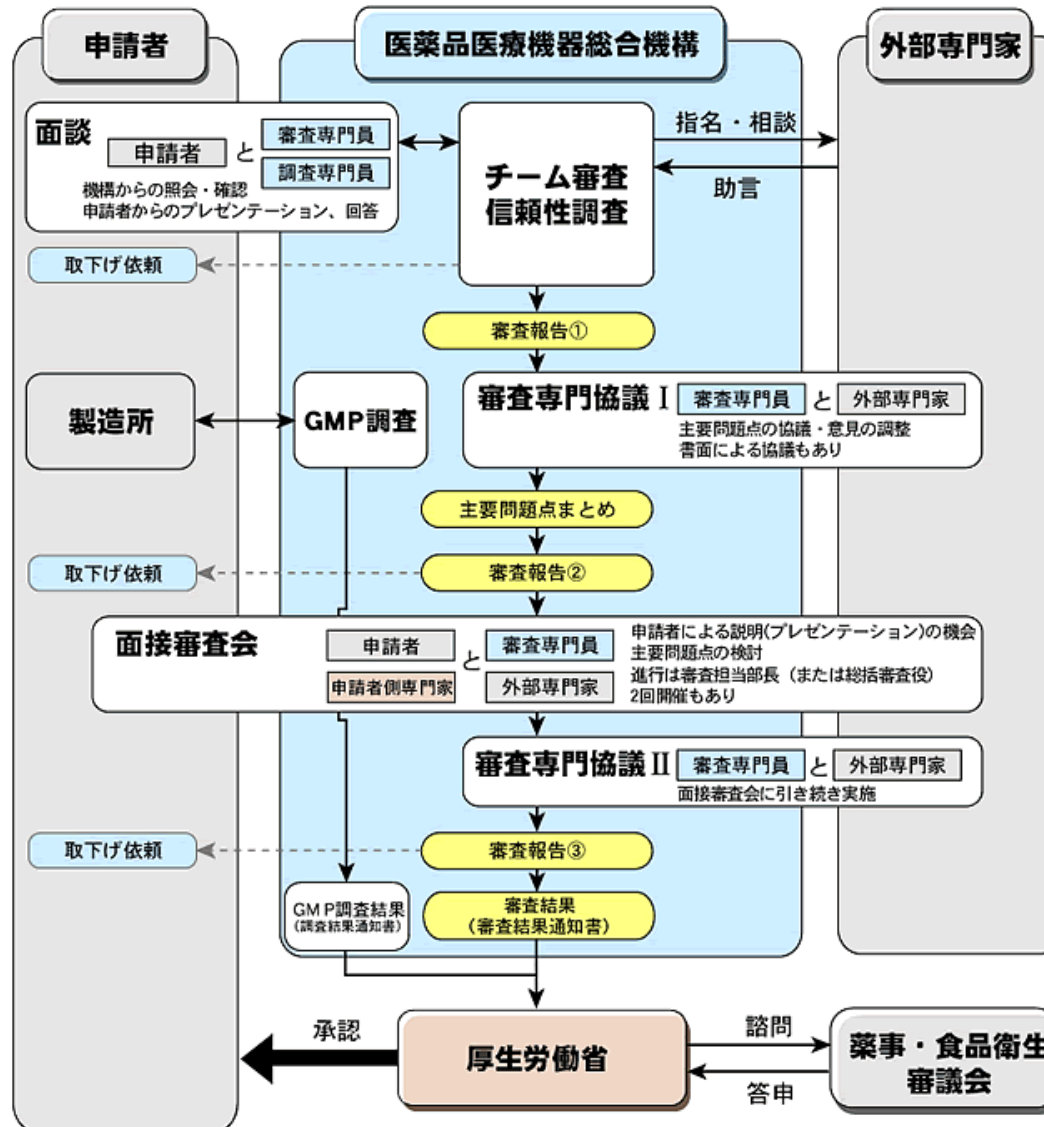 申請者
医薬品医療機器総合機構
外部専門家
面談
申請者 と 審査専門員
調査専門員
機構からの照会・確認
申請者からのプレゼンテーション、回答
チーム審査
信頼性調査
指名・相談
助言
取下げ依頼
審査報告①
製造所
GMP調査
審査専門協議Ⅰ 審査専門員 と 外部専門家
主要問題点の協議・意見の調整
書面による協議もあり
主要問題点まとめ
取下げ依頼
審査報告②
面接審査会
申請者 と 審査専門員
申請者側専門家 外部専門家
申請者による説明(プレゼンテーション)の機会
主要問題点の検討
進行は審査担当部長（または総括審査役）
2回開催もあり
審査専門協議Ⅱ 審査専門員 と 外部専門家
面接審査会に引き続き実施
取下げ依頼
審査報告③
GMP調査結果
(調査結果通知書)
審査結果
(審査結果通知書)
承認
厚生労働省
諮問
答申
薬事・食品衛生
審議会